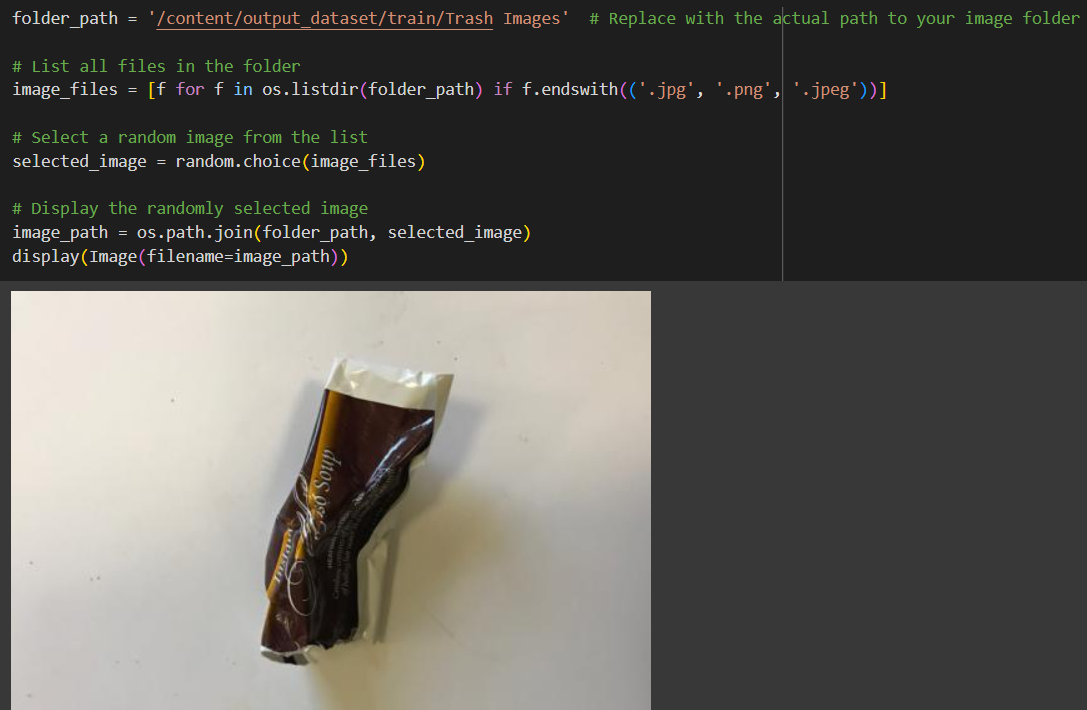 folder_path = '/content/output_dataset/train/Trash Images'  # Replace with the actual path to your image folder
# List all files in the folder
image_files = [f for f in os.listdir(folder_path) if f.endswith(('.jpg', '.png', '.jpeg'))]
# Select a random image from the list
selected_image = random.choice(image_files)
# Display the randomly selected image
image_path = os.path.join(folder_path, selected_image)
display(Image(filename=image_path))
Instant